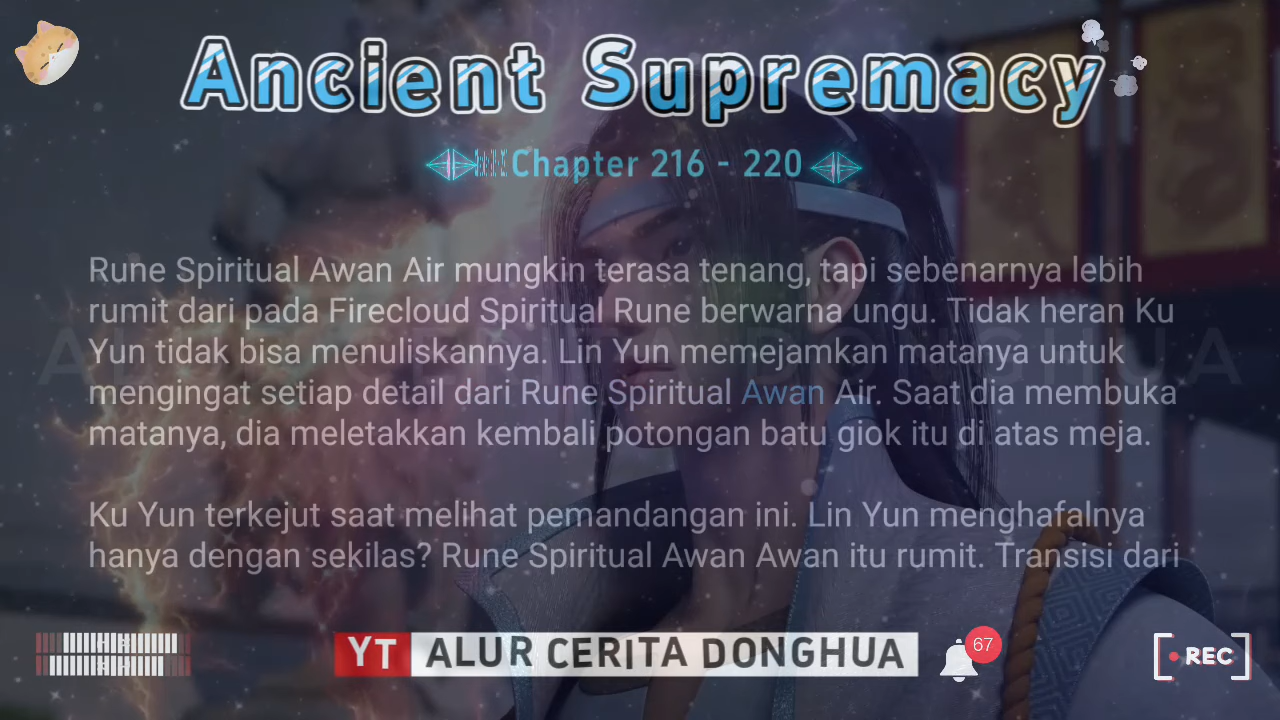 Ancient Supremacy
Chapter 216 - 220
Rune Spiritual Awan Air mungkin terasa tenang, tapi sebenarnya lebih
rumit dari pada Firecloud Spiritual Rune berwarna ungu. Tidak heran Ku
Yun tidak bisa menuliskannya. Lin Yun memejamkan matanya untuk
mengingat setiap detail dari Rune Spiritual Awan Air. Saat dia membuka
matanya, dia meletakkan kembali potongan batu giok itu di atas meja.
Ku Yun terkejut saat melihat pemandangan ini. Lin Yun menghafalnya
hanya dengan sekilas? Rune Spiritual Awan Awan itu rumit. Transisi dari
YT ALUR CERITA DONGHUA
67
REC